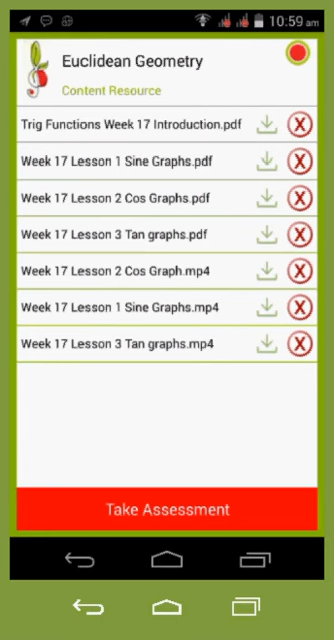 10:59 am
Euclidean Geometry
Content Resource
Trig Functions Week 17 Introduction.pdf
X
Week 17 Lesson 1 Sine Graphs.pdf
X
Week 17 Lesson 2 Cos Graphs.pdf
X
Week 17 Lesson 3 Tan graphs.pdf
X
Week 17 Lesson 2 Cos Graph.mp4
X
Week 17 Lesson 1 Sine Graphs.mp4
X
Week 17 Lesson 3 Tan graphs.mp4
X
Take Assessment